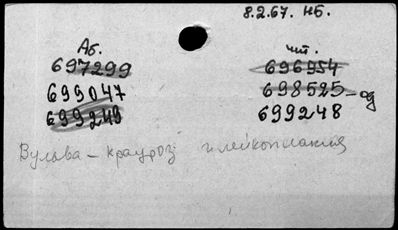 8.2.67. НБ.
Аб. чит.
697299 696954
699047 698525 – од
699249 699248
Вульва – крауроз и лейкоплакия